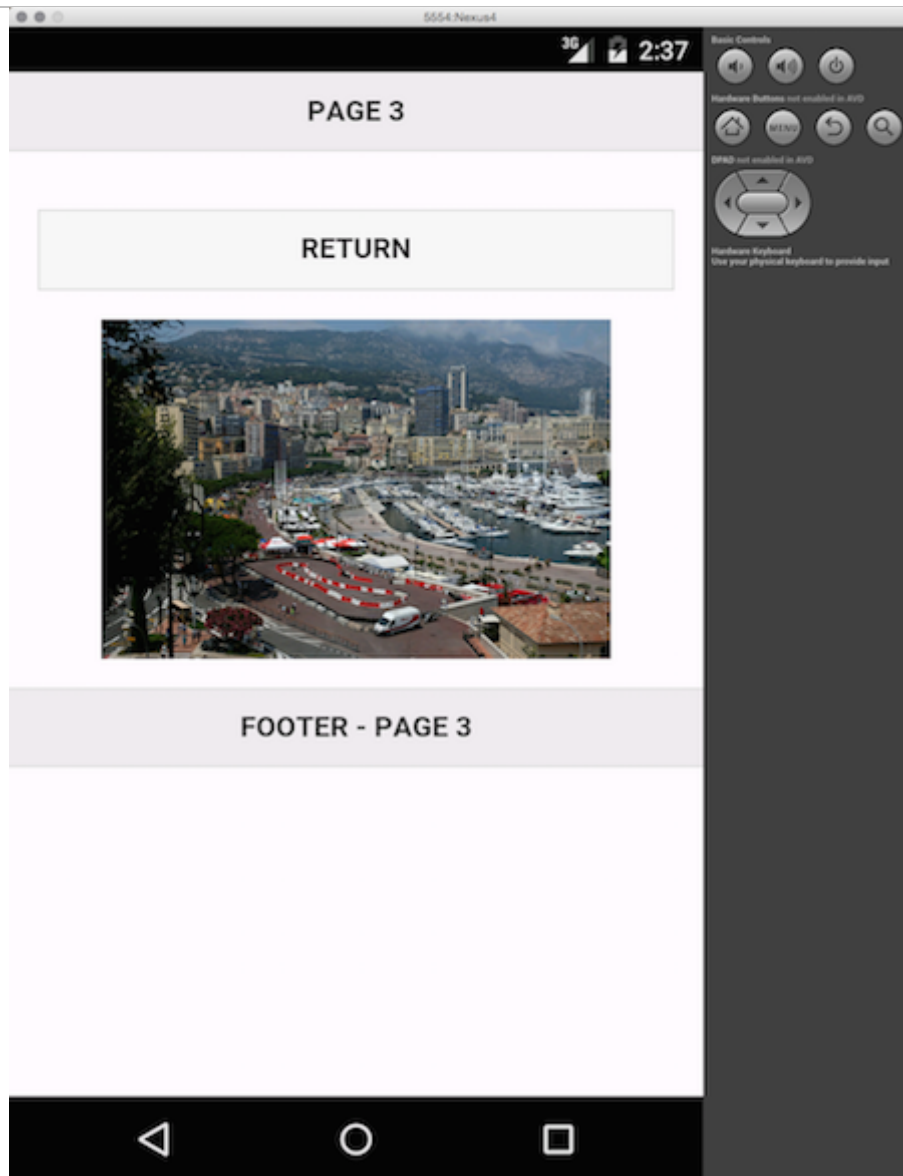 5554:Nexus4
3G 2:37
Basic Controls
Hardware Buttons not enabled in AVD
MENU
DPAD not enabled in AVD
Hardware Keyboard
Use your physical keyboard to provide input
PAGE 3
RETURN
FOOTER - PAGE 3